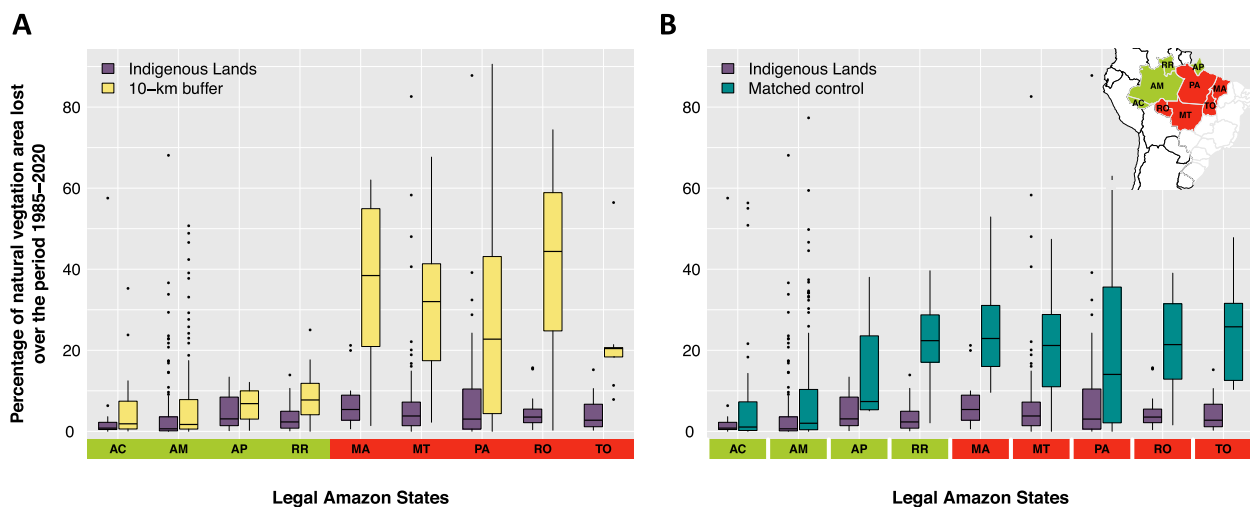 A
Percentage of natural vegtation area lost
over the period 1985−2020
80
60
40
20
0
Indigenous Lands
10−km buffer
AC AM AP RR MA MT PA RO TO
Legal Amazon States
B
80
60
40
20
0
Indigenous Lands
Matched control
RR AP
AM PA MA
AC RO TO
MT
AC AM AP RR MA MT PA RO TO
Legal Amazon States